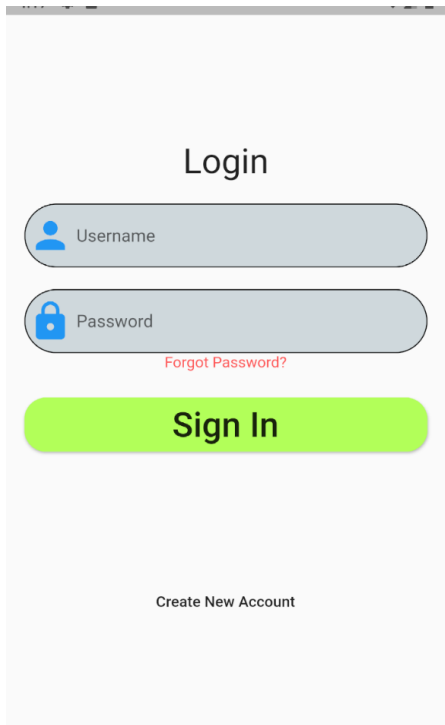 Login
Username
Password
Forgot Password?
Sign In
Create New Account